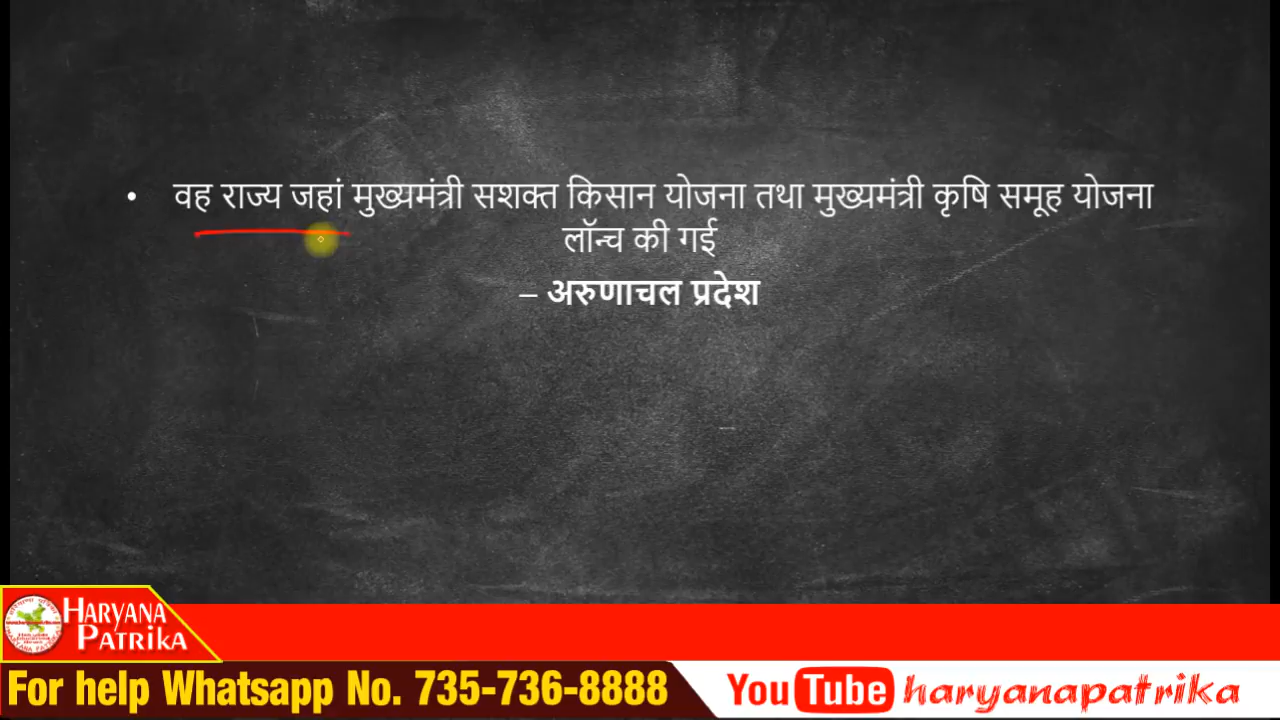 • वह राज्य जहां मुख्यमंत्री सशक्त किसान योजना तथा मुख्यमंत्री कृषि समूह योजना
लॉन्च की गई
– अरुणाचल प्रदेश
HARYANA
PATRIKA
For help Whatsapp No. 735-736-8888
YouTube haryanapatrika